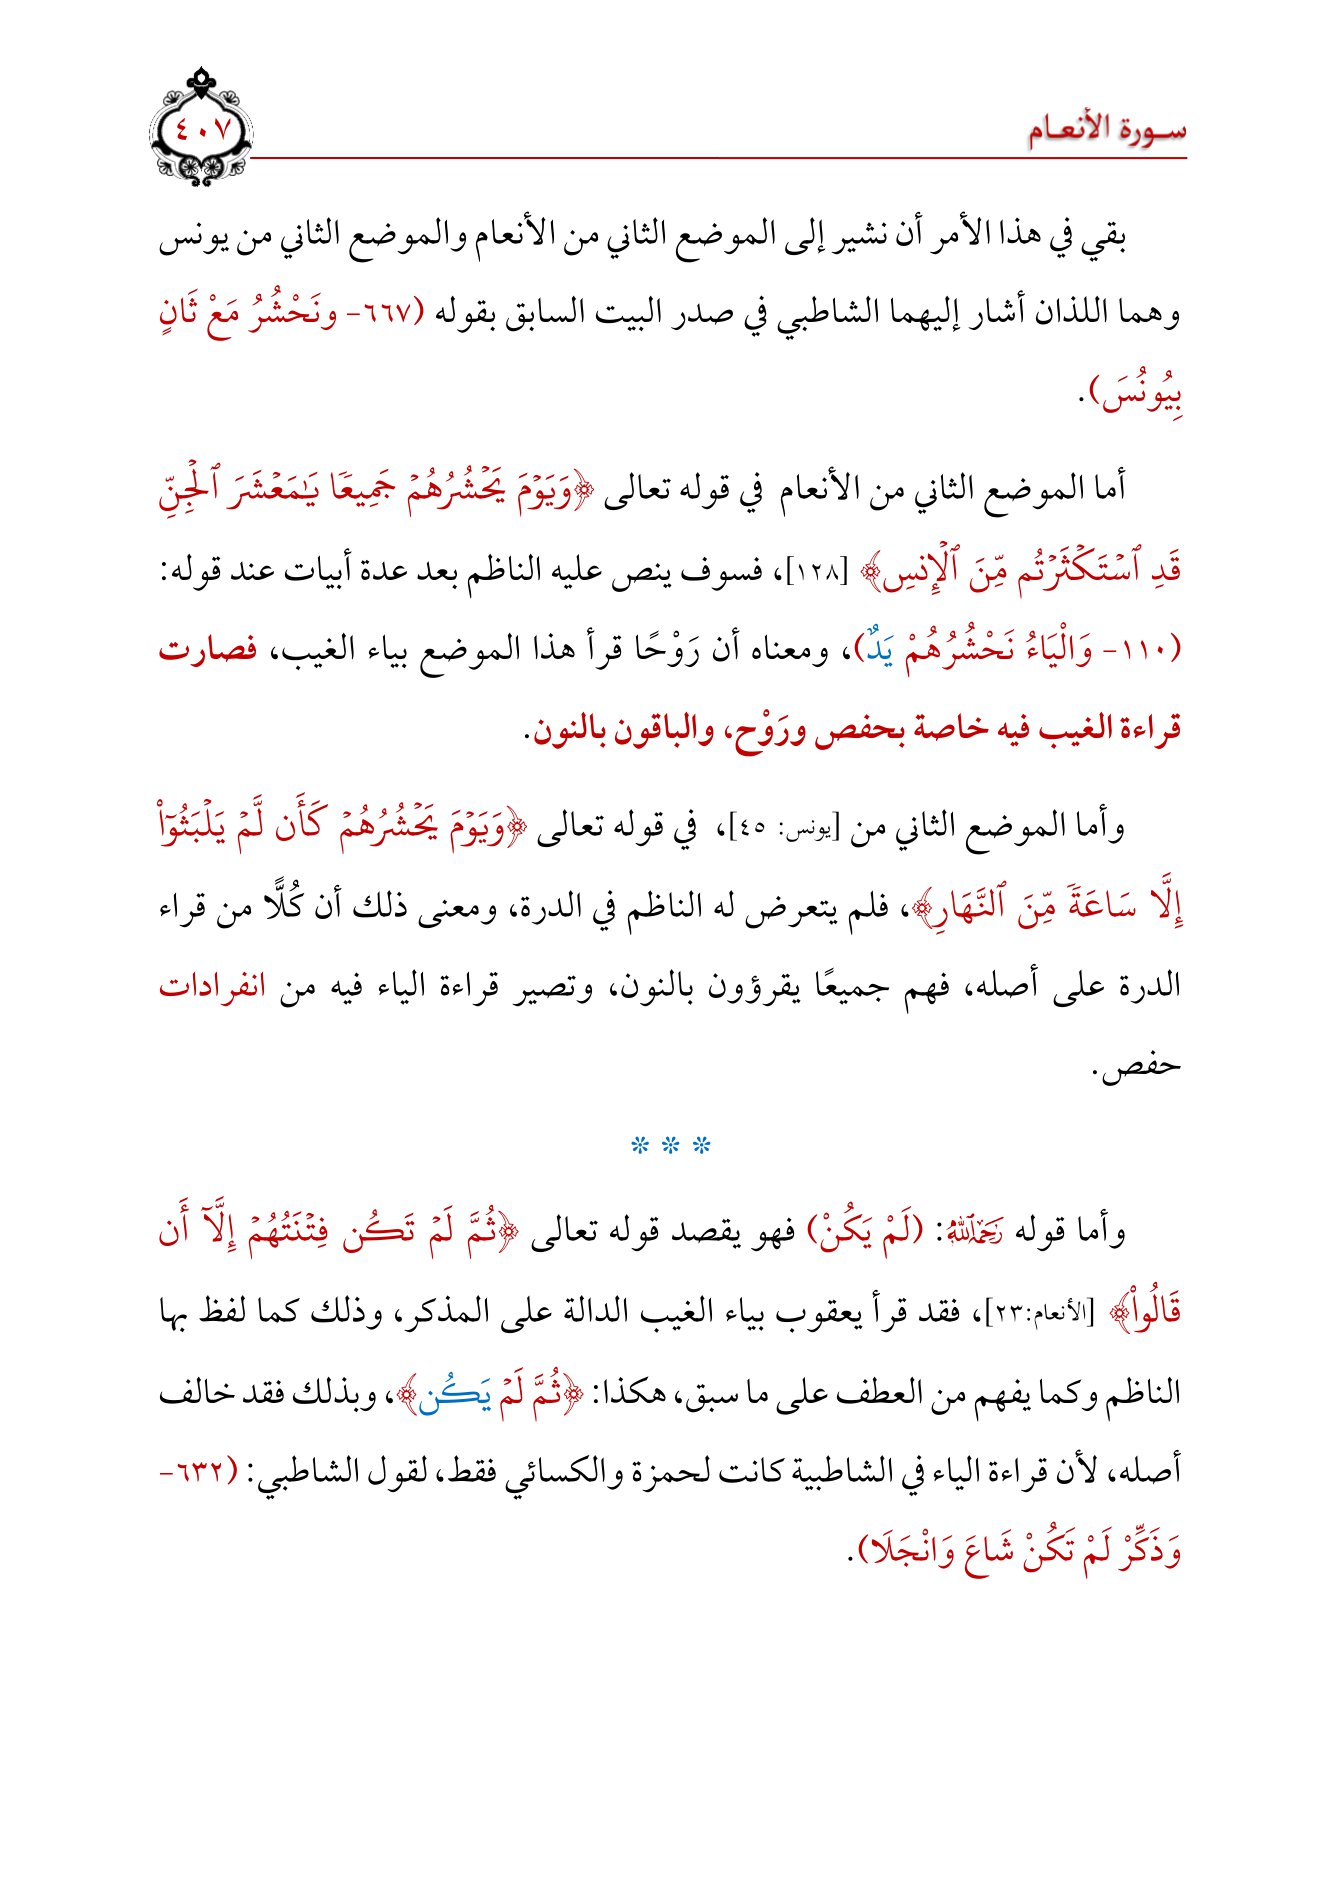 سورة الأنعام
٤٠٧
بقي في هذا الأمر أن نشير إلى الموضع الثاني من الأنعام والموضع الثاني من يونس
وهما اللذان أشار إليهما الشاطبي في صدر البيت السابق بقوله (٦٦٧- ونَحْشُرُ مَعْ ثَانٍ
بِيُونُسَ).
أما الموضع الثاني من الأنعام في قوله تعالى ﴿وَيَوۡمَ يَحۡشُرُهُمۡ جَمِيعٗا يَٰمَعۡشَرَ ٱلۡجِنِّ
قَدِ ٱسۡتَكۡثَرۡتُم مِّنَ ٱلۡإِنسِ﴾ [١٢٨]، فسوف ينص عليه الناظم بعد عدة أبيات عند قوله:
(١١٠- وَالْيَاءُ نَحْشُرُهُمْ يَدٌ)، ومعناه أن رَوْحًا قرأ هذا الموضع بياء الغيب، فصارت
قراءة الغيب فيه خاصة بحفص ورَوْح، والباقون بالنون.
وأما الموضع الثاني من [يونس: ٤٥]، في قوله تعالى ﴿وَيَوۡمَ يَحۡشُرُهُمۡ كَأَن لَّمۡ يَلۡبَثُوٓاْ
إِلَّا سَاعَةٗ مِّنَ ٱلنَّهَارِ﴾، فلم يتعرض له الناظم في الدرة، ومعنى ذلك أن كُلًّا من قراء
الدرة على أصله، فهم جميعًا يقرؤون بالنون، وتصير قراءة الياء فيه من انفرادات
حفص.
* * *
وأما قوله رَحِمَهُ ٱللَّهُ: (لَمْ يَكُنْ) فهو يقصد قوله تعالى ﴿ثُمَّ لَمۡ تَكُن فِتۡنَتُهُمۡ إِلَّآ أَن
قَالُواْ﴾ [الأنعام:٢٣]، فقد قرأ يعقوب بياء الغيب الدالة على المذكر، وذلك كما لفظ بها
الناظم وكما يفهم من العطف على ما سبق، هكذا: ﴿ثُمَّ لَمۡ يَكُن﴾، وبذلك فقد خالف
أصله، لأن قراءة الياء في الشاطبية كانت لحمزة والكسائي فقط، لقول الشاطبي: (٦٣٢-
وَذَكِّرْ لَمْ تَكُنْ شَاعَ وَانْجَلَا).